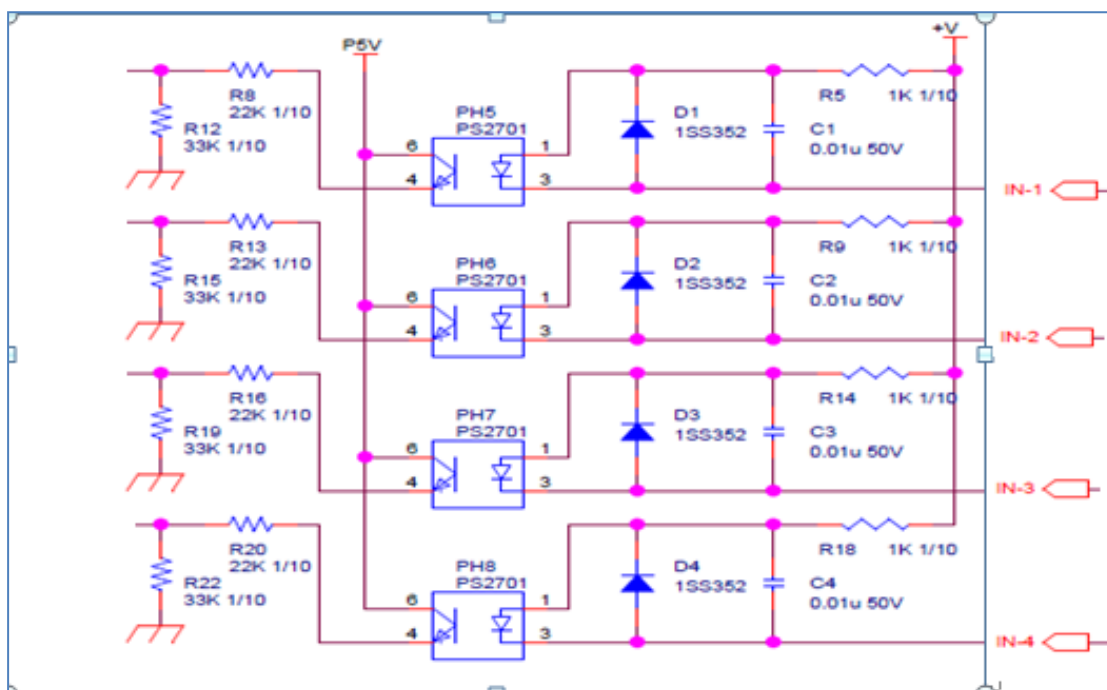 P5V
+V
R8
22K 1/10
R12
33K 1/10
PH5
PS2701
6
4
1
3
D1
1SS352
C1
0.01u 50V
R5 1K 1/10
IN-1
R13
22K 1/10
R15
33K 1/10
PH6
PS2701
6
4
1
3
D2
1SS352
C2
0.01u 50V
R9 1K 1/10
IN-2
R16
22K 1/10
R19
33K 1/10
PH7
PS2701
6
4
1
3
D3
1SS352
C3
0.01u 50V
R14 1K 1/10
IN-3
R20
22K 1/10
R22
33K 1/10
PH8
PS2701
6
4
1
3
D4
1SS352
C4
0.01u 50V
R18 1K 1/10
IN-4